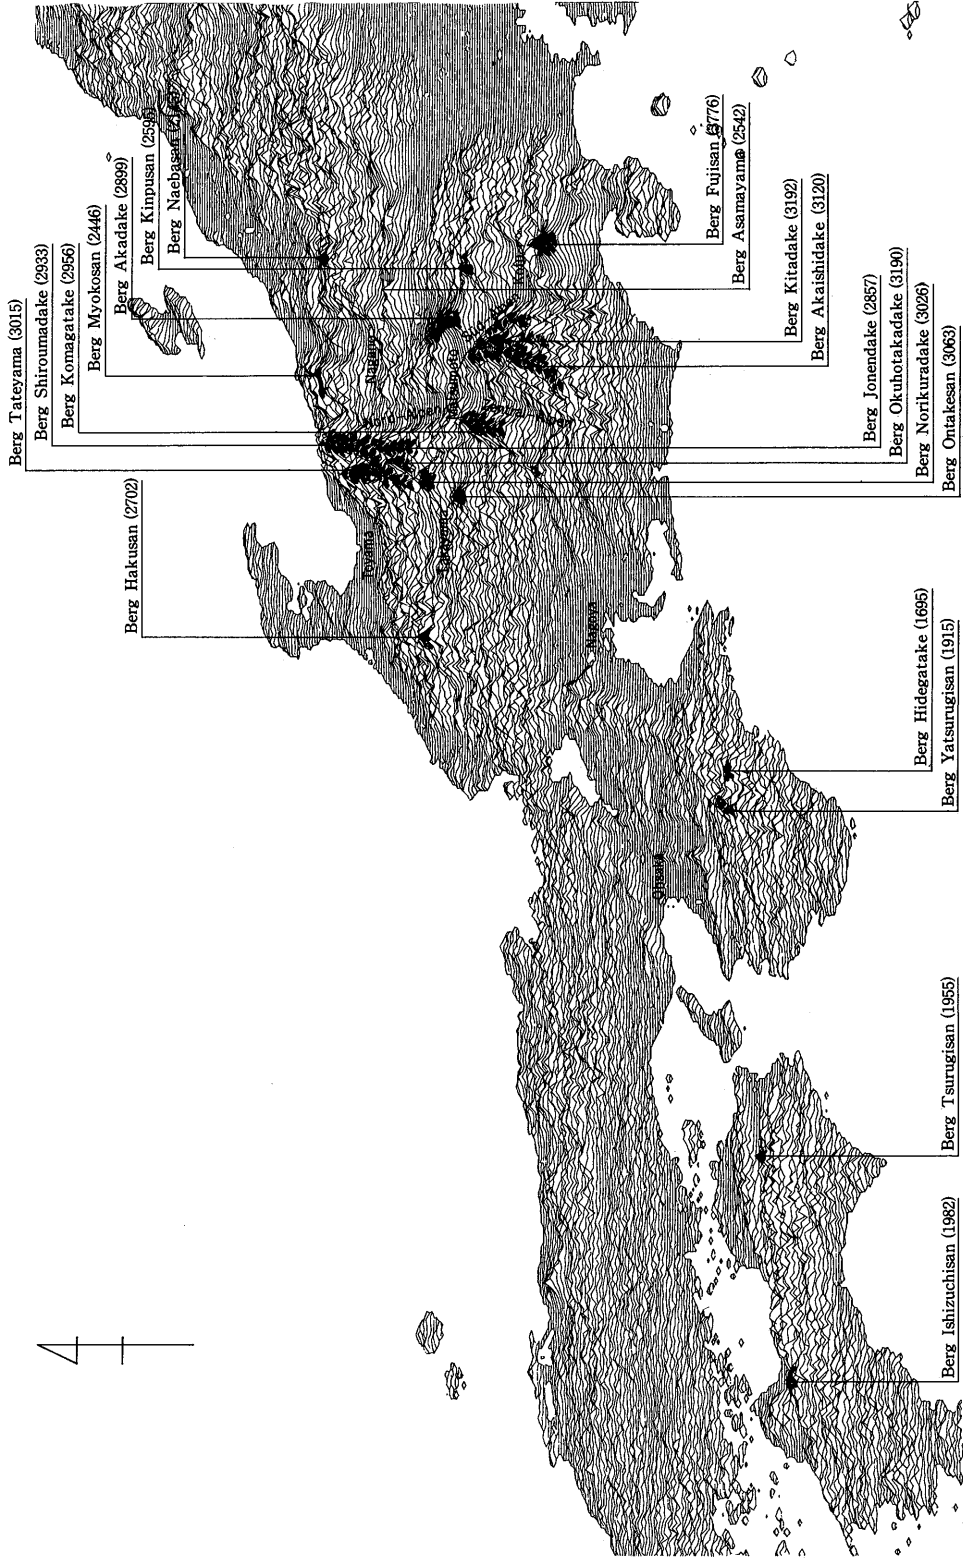 Berg Tateyama (3015)
Berg Shiroumadake (2933)
Berg Komagatake (2956)
Berg Myokosan (2446)
Berg Akadake (2899)
Berg Kinpusan (2595)
Berg Naebasan
Berg Hakusan (2702)
Nagano
Matsumoto
Toyama
Takayama
Nagoya
Ohsaka
Berg Fujisan (3776)
Berg Asamayama (2542)
Berg Kitadake (3192)
Berg Akaishidake (3120)
Berg Jonendake (2857)
Berg Okuhotakadake (3190)
Berg Norikuradake (3026)
Berg Ontakesan (3063)
Berg Hidegatake (1695)
Berg Yatsurugisan (1915)
Berg Tsurugisan (1955)
Berg Ishizuchisan (1982)